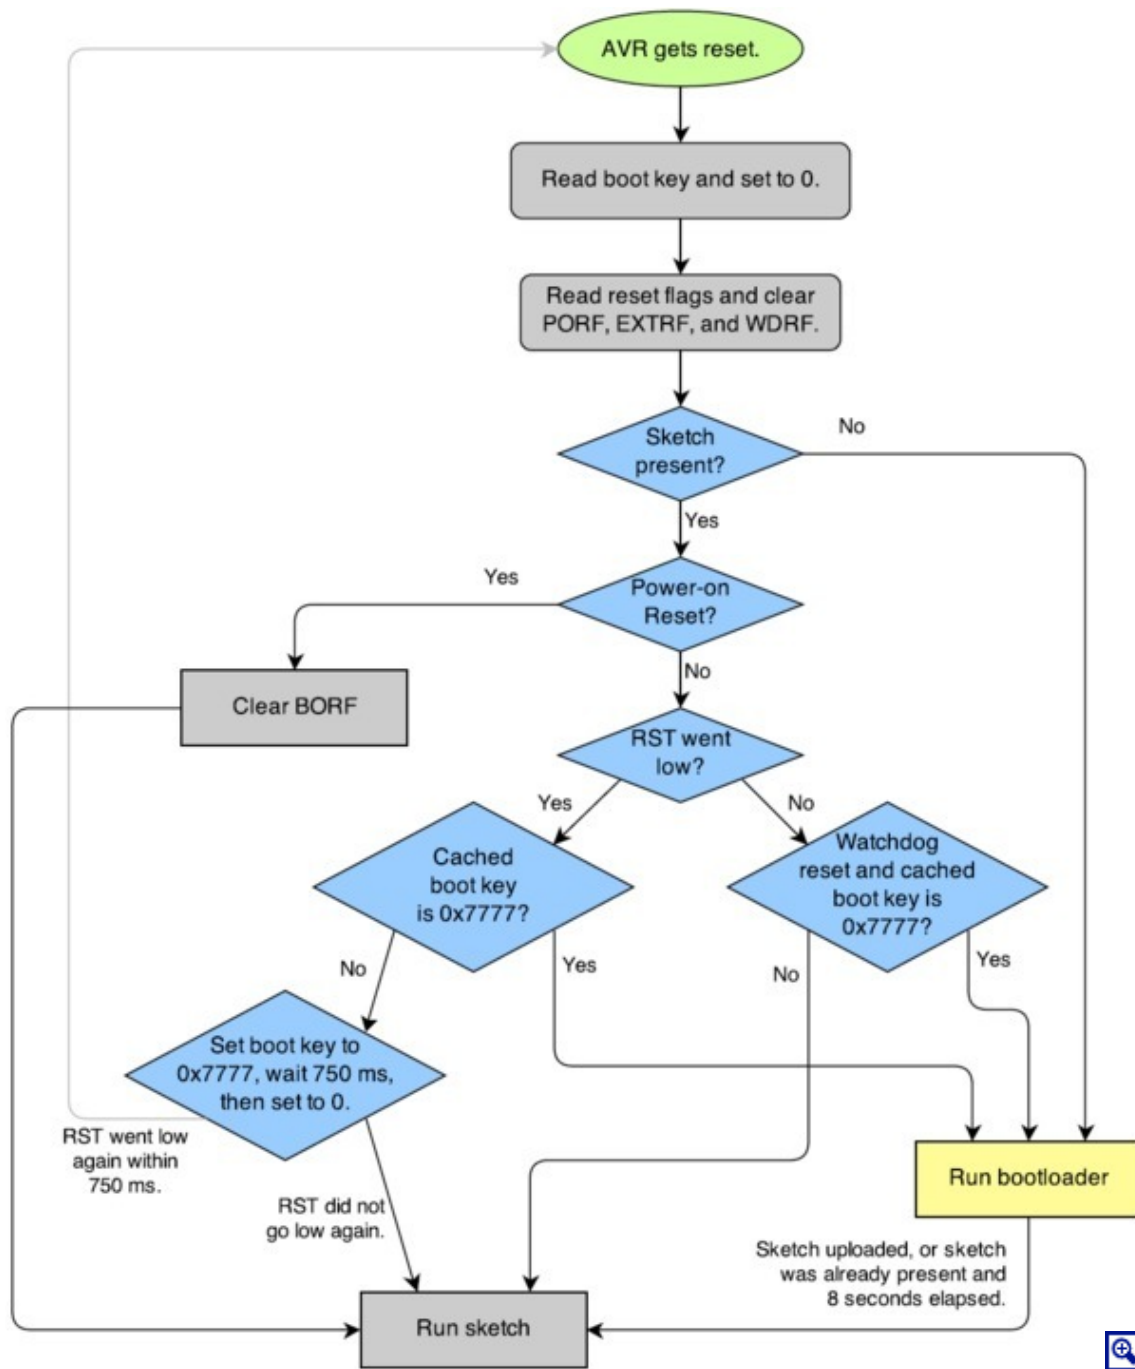 AVR gets reset.
Read boot key and set to 0.
Read reset flags and clear
PORF, EXTRF, and WDRF.
Sketch
present?
No
Yes
Power-on
Reset?
Yes
No
Clear BORF
RST went
low?
Yes
No
Cached
boot key
is 0x7777?
Watchdog
reset and cached
boot key is
0x7777?
No
Yes
No
Yes
Set boot key to
0x7777, wait 750 ms,
then set to 0.
RST went low
again within
750 ms.
RST did not
go low again.
Run bootloader
Sketch uploaded, or sketch
was already present and
8 seconds elapsed.
Run sketch